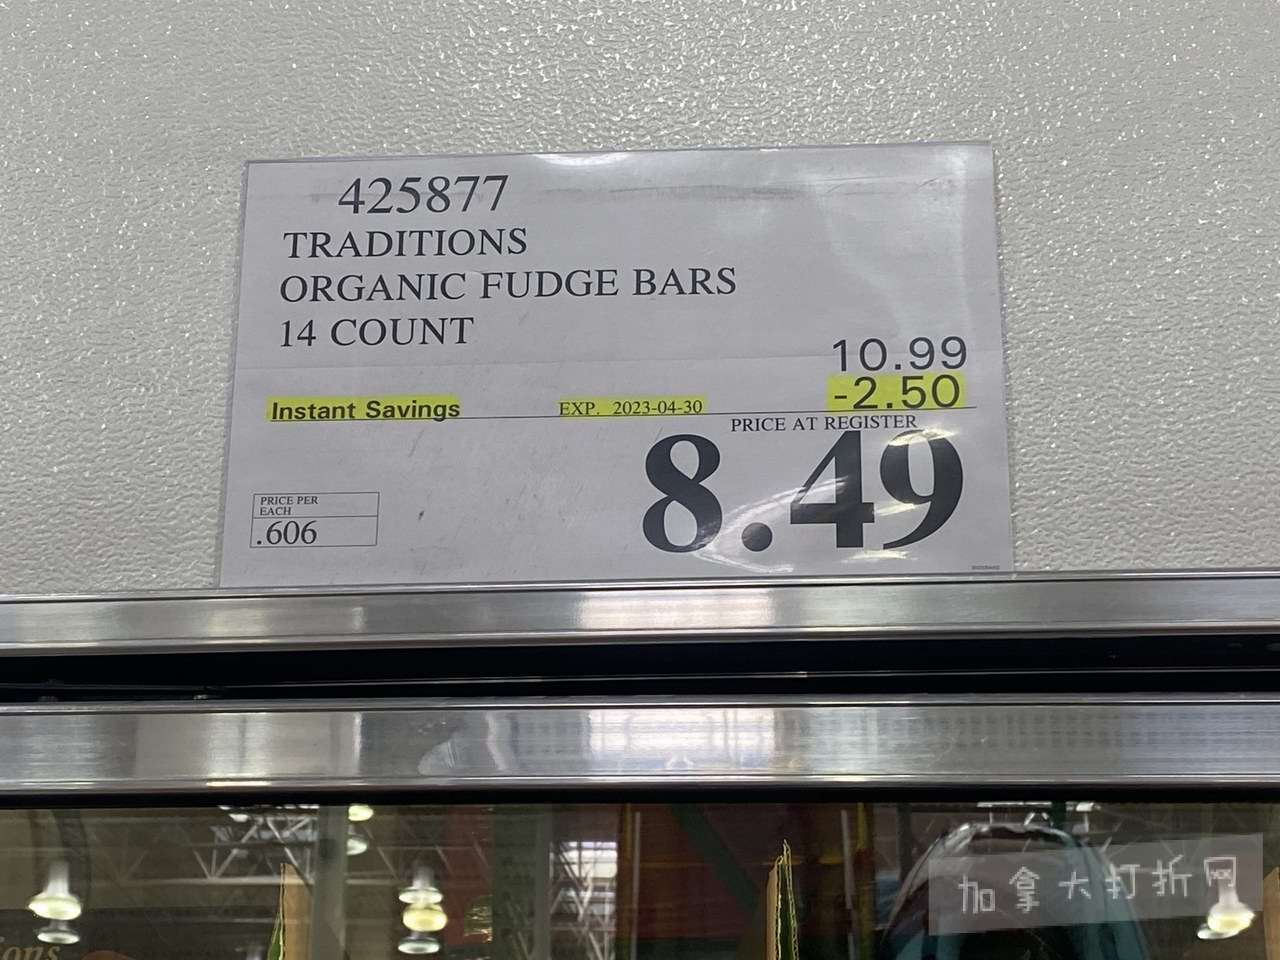 425877
TRADITIONS
ORGANIC FUDGE BARS
14 COUNT
10.99
Instant Savings EXP. 2023-04-30 -2.50
PRICE AT REGISTER
8.49
PRICE PER
EACH
.606
加拿大打折网